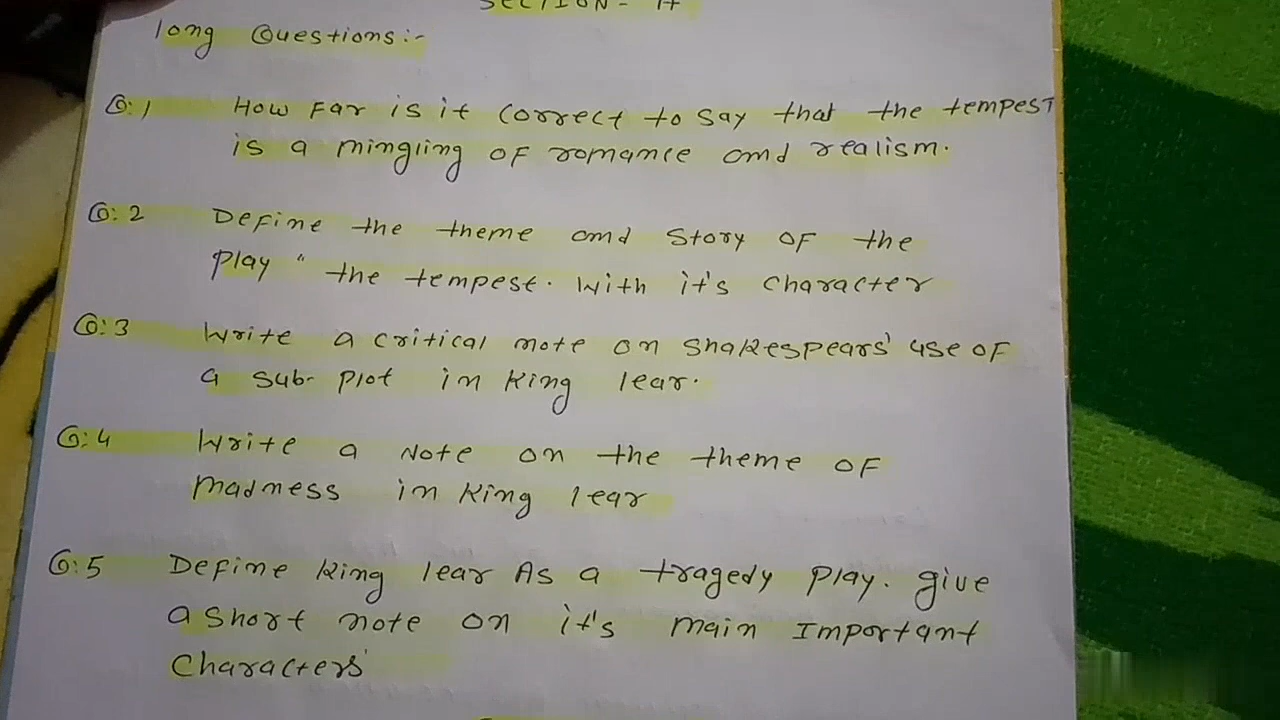 SECTION - A
long Questions:-
Q.1 How Far is it correct to say that the tempest
is a mingling of romance and realism.
Q.2 Define the theme and story of the
play " the tempest. With it's character
Q.3 Write a critical note on shakespears' use of
a sub-plot in King lear.
Q.4 Write a Note on the theme of
madness in King lear
Q.5 Define King lear As a tragedy play. give
a short note on it's main Important
Characters'